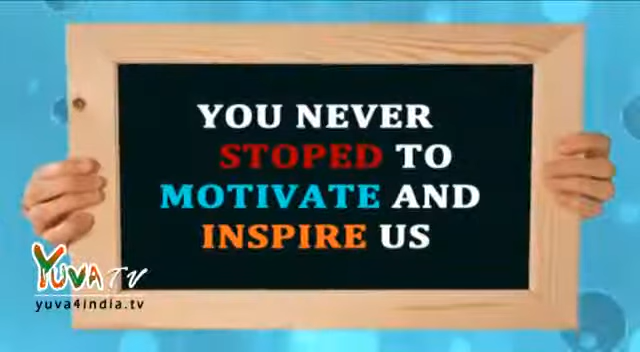 YOU NEVER
STOPED TO
MOTIVATE AND
INSPIRE US
YUVA TV
yuva4india.tv